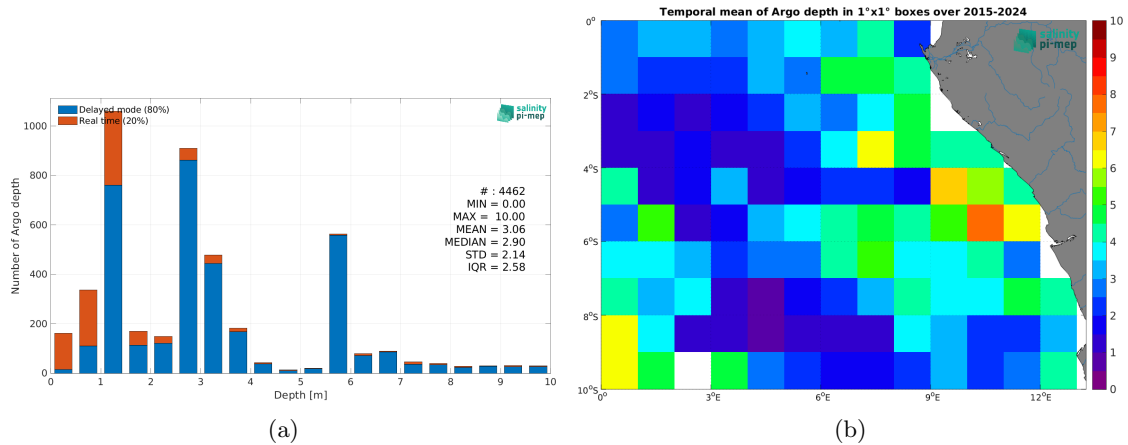 Delayed mode (80%)
Real time (20%)
salinity
pi-mep
# : 4462
MIN = 0.00
MAX = 10.00
MEAN = 3.06
MEDIAN = 2.90
STD = 2.14
IQR = 2.58
Number of Argo depth
1000
800
600
400
200
0
0 1 2 3 4 5 6 7 8 9 10
Depth [m]
(a)
Temporal mean of Argo depth in 1°x1° boxes over 2015-2024
salinity
pi-mep
0°
2°S
4°S
6°S
8°S
10°S
0° 3°E 6°E 9°E 12°E
10
9
8
7
6
5
4
3
2
1
0
(b)